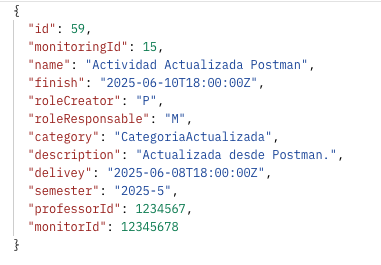 {
"id": 59,
"monitoringId": 15,
"name": "Actividad Actualizada Postman",
"finish": "2025-06-10T18:00:00Z",
"roleCreator": "P",
"roleResponsable": "M",
"category": "CategoriaActualizada",
"description": "Actualizada desde Postman.",
"delivey": "2025-06-08T18:00:00Z",
"semester": "2025-5",
"professorId": 1234567,
"monitorId": 12345678
}